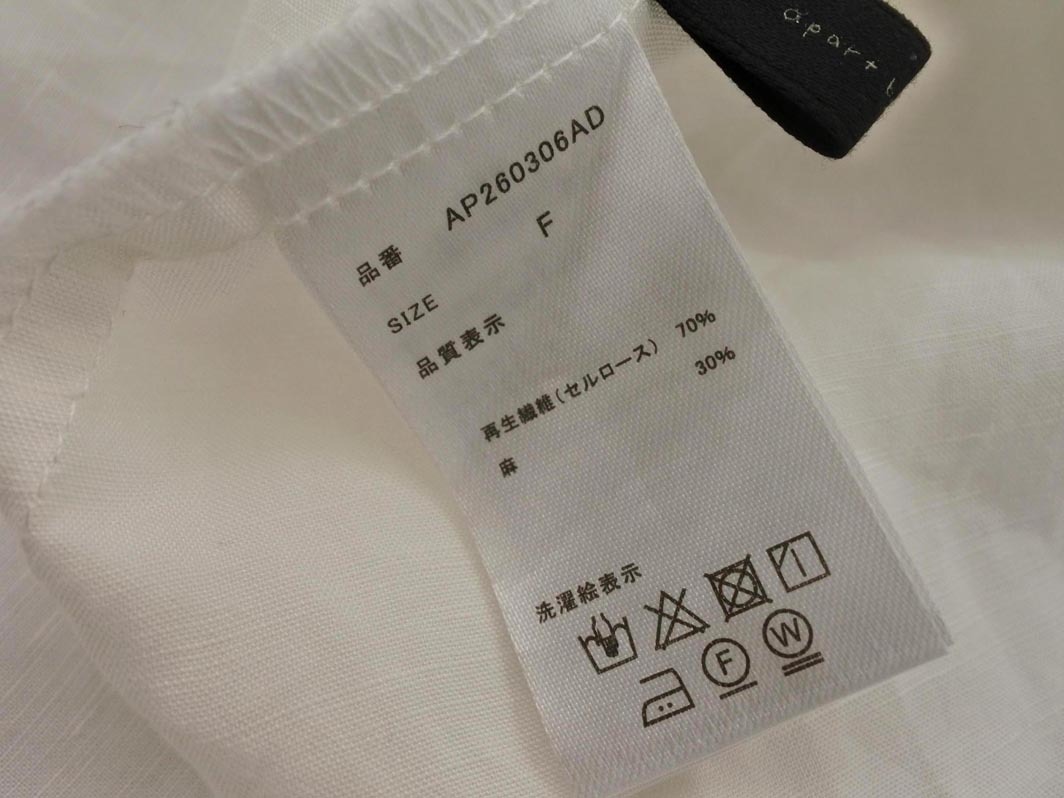 apart
品番 AP260306AD
SIZE F
品質表示
再生繊維(セルロース) 70%
麻 30%
洗濯絵表示
F W